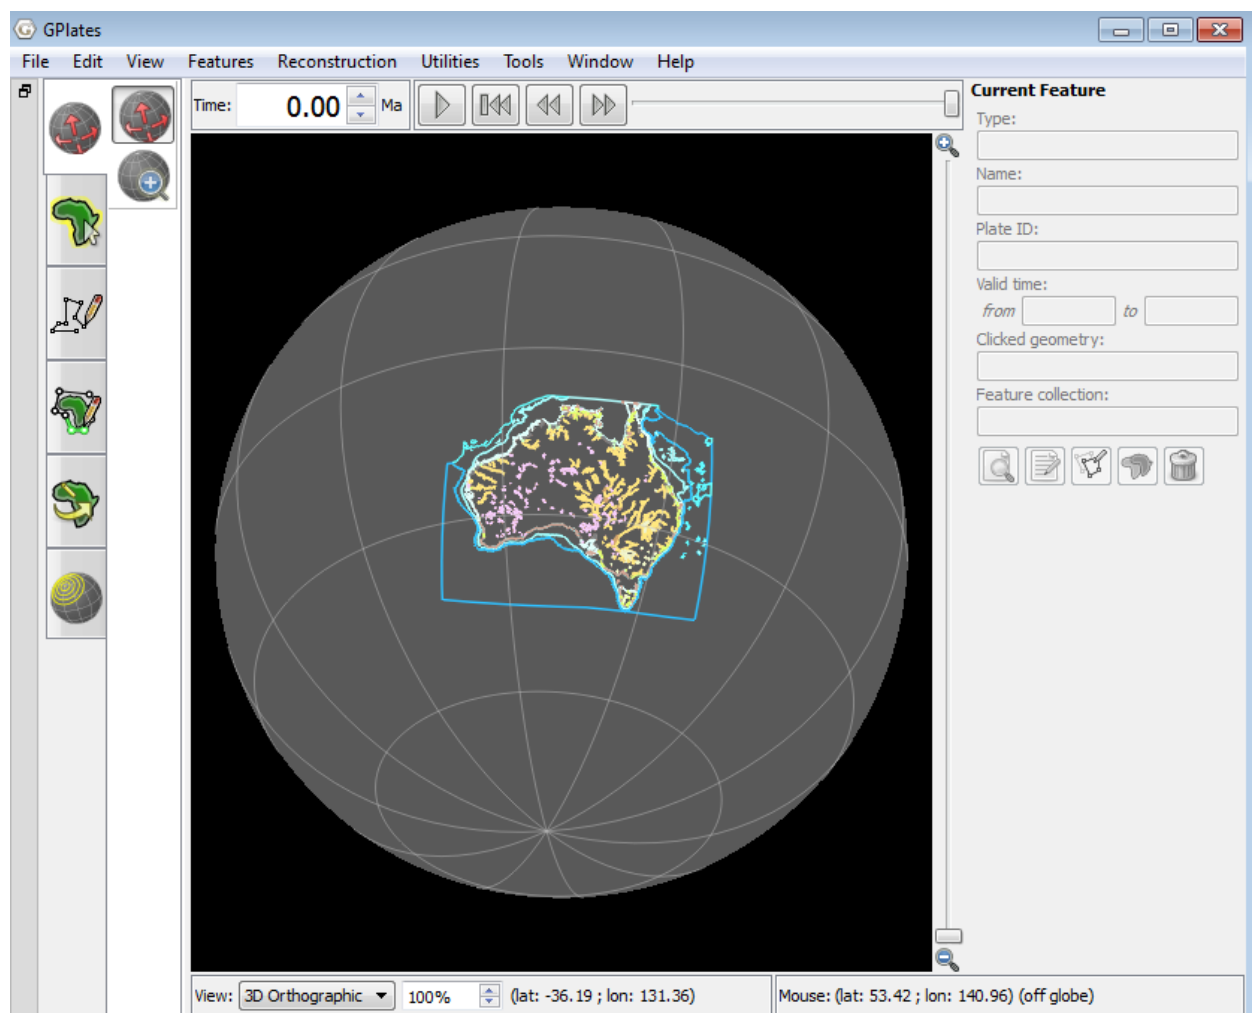 GPlates
File Edit View Features Reconstruction Utilities Tools Window Help
Time: 0.00 Ma
Current Feature
Type:
Name:
Plate ID:
Valid time:
from to
Clicked geometry:
Feature collection:
View: 3D Orthographic 100% (lat: -36.19 ; lon: 131.36) Mouse: (lat: 53.42 ; lon: 140.96) (off globe)